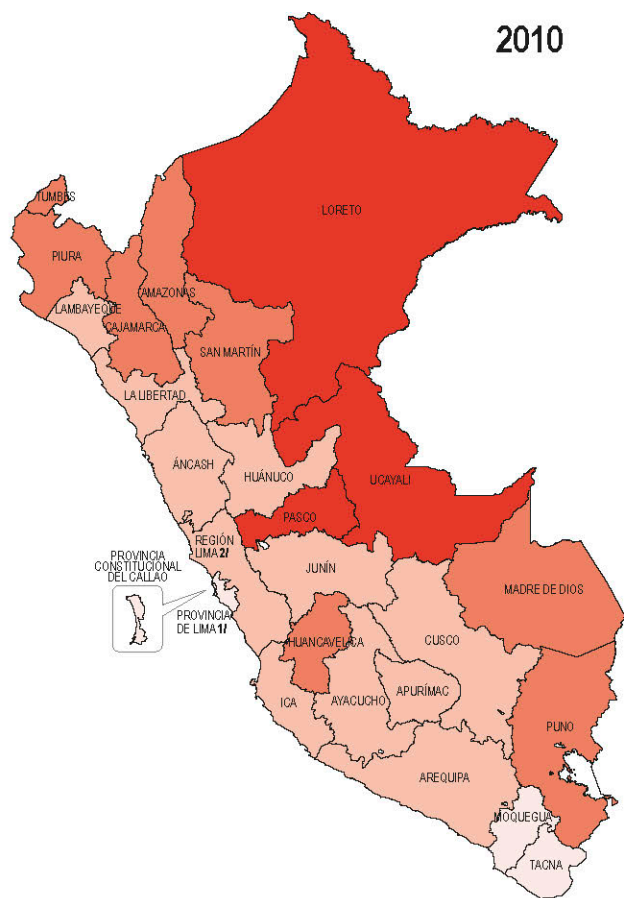 2010
LORETO
TUMBES
PIURA
AMAZONAS
LAMBAYEQUE
CAJAMARCA
SAN MARTÍN
LA LIBERTAD
ÁNCASH
HUÁNUCO
UCAYALI
PASCO
REGIÓN
LIMA 2/
PROVINCIA
CONSTITUCIONAL
DEL CALLAO
JUNÍN
MADRE DE DIOS
PROVINCIA
DE LIMA 1/
HUANCAVELICA
CUSCO
ICA
AYACUCHO
APURÍMAC
PUNO
AREQUIPA
MOQUEGUA
TACNA